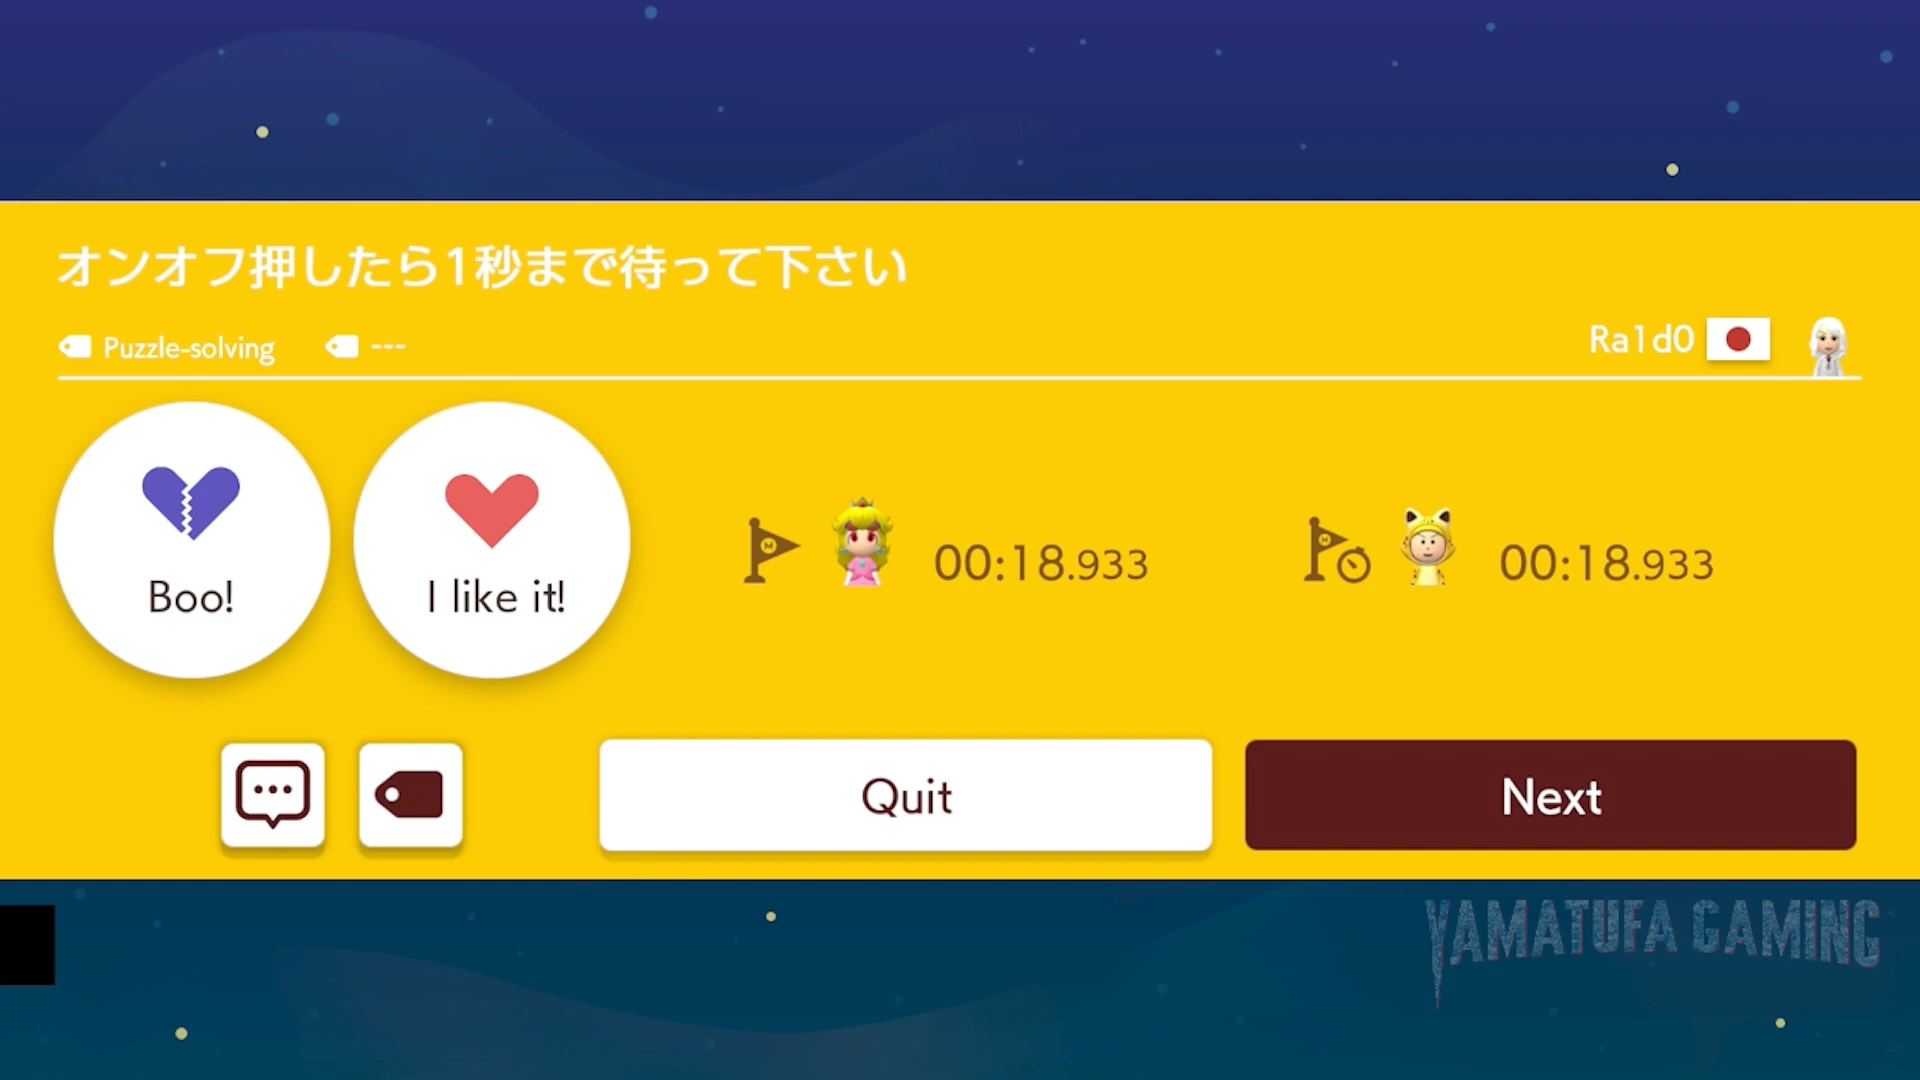 オンオフ押したら1秒まで待って下さい
Puzzle-solving ---
Ra1d0
Boo!
I like it!
M 00:18.933
M 00:18.933
Quit
Next
YAMATUFA GAMING